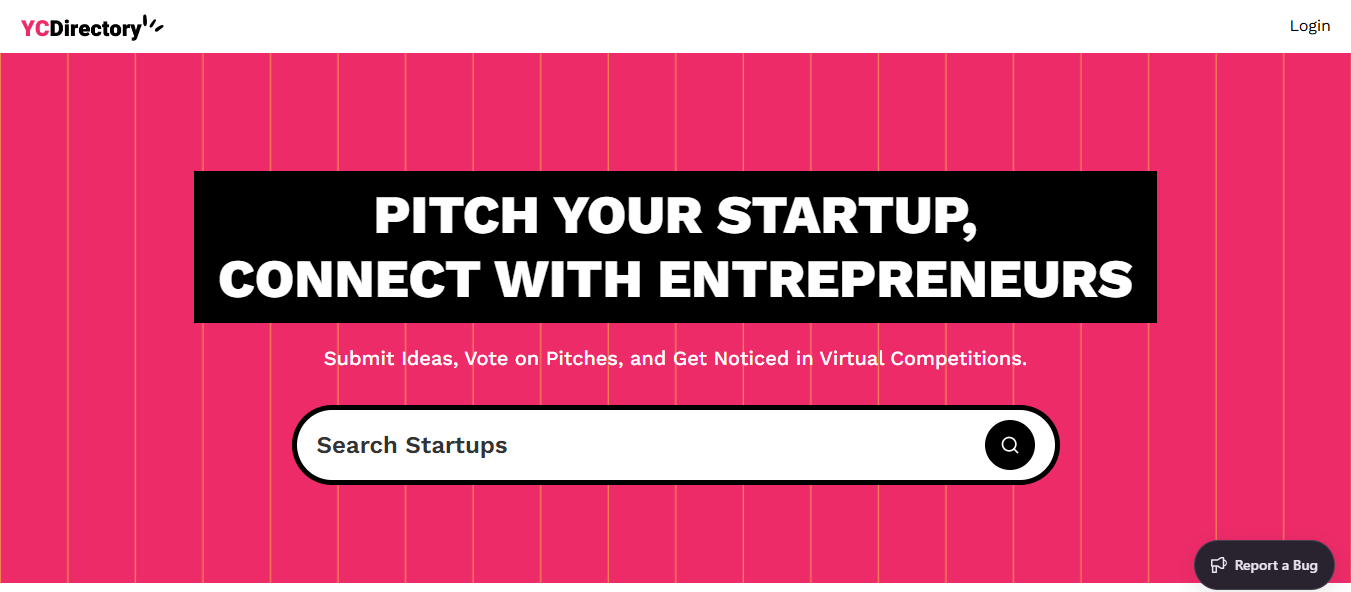 YCDirectory
Login
PITCH YOUR STARTUP,
CONNECT WITH ENTREPRENEURS
Submit Ideas, Vote on Pitches, and Get Noticed in Virtual Competitions.
Search Startups
Report a Bug